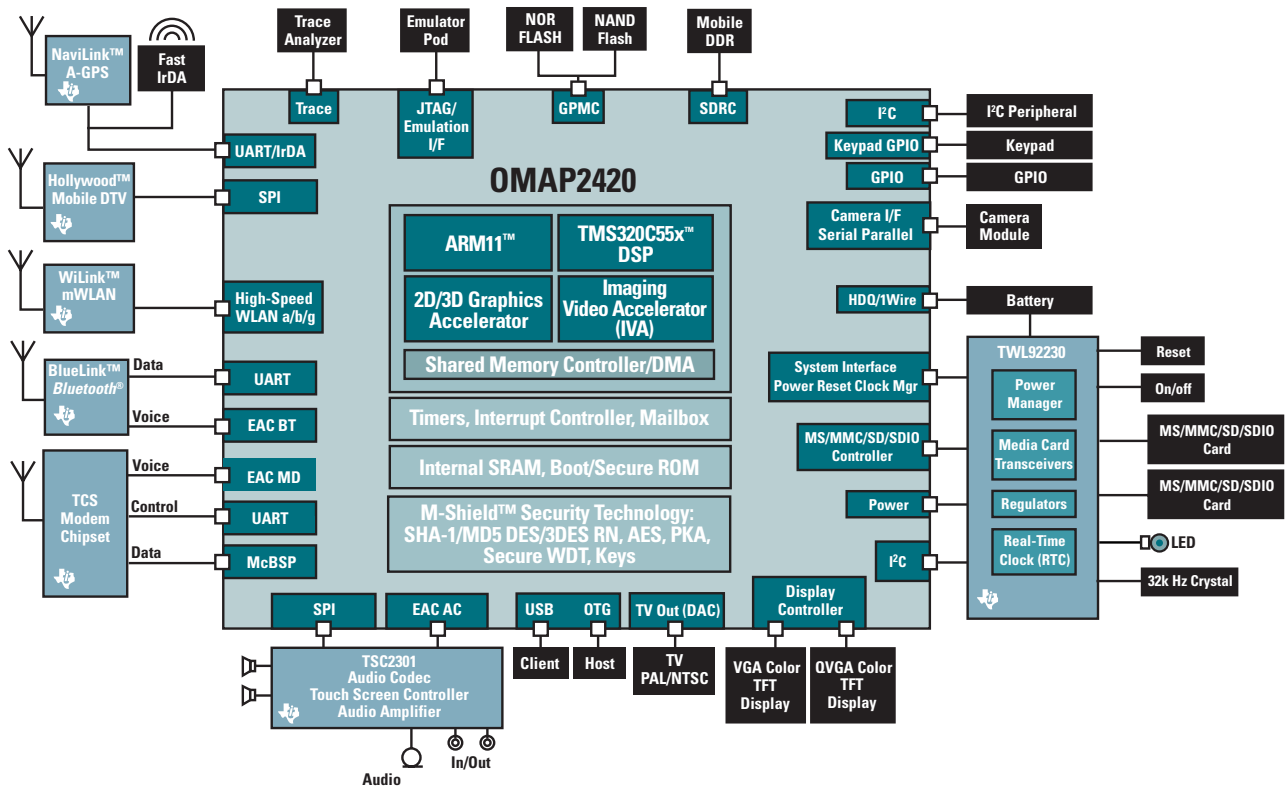 NaviLink™
A-GPS
Fast
IrDA
Trace
Analyzer
Emulator
Pod
NOR
FLASH
NAND
Flash
Mobile
DDR
Trace
JTAG/
Emulation
I/F
GPMC
SDRC
I²C
I²C Peripheral
Keypad GPIO
Keypad
GPIO
GPIO
Camera I/F
Serial Parallel
Camera
Module
HDQ/1Wire
Battery
UART/IrDA
Hollywood™
Mobile DTV
SPI
WiLink™
mWLAN
High-Speed
WLAN a/b/g
BlueLink™
Bluetooth®
Data
UART
Voice
EAC BT
TCS
Modem
Chipset
Voice
EAC MD
Control
UART
Data
McBSP
OMAP2420
ARM11™
TMS320C55x™
DSP
2D/3D Graphics
Accelerator
Imaging
Video Accelerator
(IVA)
Shared Memory Controller/DMA
Timers, Interrupt Controller, Mailbox
Internal SRAM, Boot/Secure ROM
M-Shield™ Security Technology:
SHA-1/MD5 DES/3DES RN, AES, PKA,
Secure WDT, Keys
System Interface
Power Reset Clock Mgr
MS/MMC/SD/SDIO
Controller
Power
I²C
TWL92230
Power
Manager
Media Card
Transceivers
Regulators
Real-Time
Clock (RTC)
Reset
On/off
MS/MMC/SD/SDIO
Card
MS/MMC/SD/SDIO
Card
LED
32k Hz Crystal
SPI
EAC AC
USB
OTG
TV Out (DAC)
Display
Controller
TSC2301
Audio Codec
Touch Screen Controller
Audio Amplifier
Client
Host
TV
PAL/NTSC
VGA Color
TFT
Display
QVGA Color
TFT
Display
In/Out
Audio